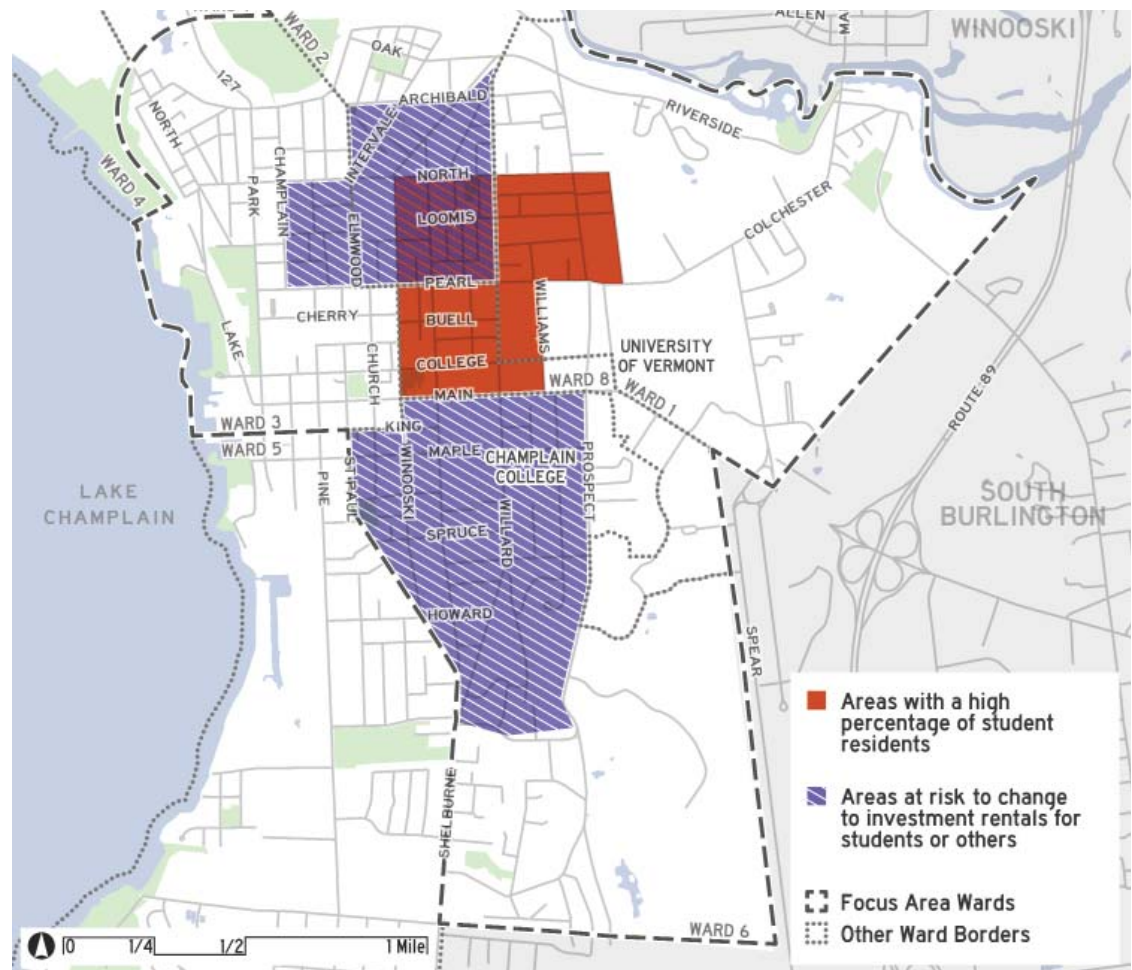 ALLEN
WINOOSKI
WARD 2
OAK
127
NORTH
ARCHIBALD
RIVERSIDE
INTERVALE
WARD 4
CHAMPLAIN
PARK
NORTH
COLCHESTER
ELMWOOD
LOOMIS
PEARL
CHERRY
BUELL
WILLIAMS
LAKE
CHURCH
COLLEGE
UNIVERSITY
OF VERMONT
WARD 8
MAIN
WARD 1
ROUTE 89
WARD 3
KING
WARD 5
MAPLE
CHAMPLAIN
COLLEGE
PROSPECT
WINOOSKI
ST PAUL
PINE
LAKE
CHAMPLAIN
SOUTH
BURLINGTON
SPRUCE
WILLARD
HOWARD
SPEAR
SHELBURNE
WARD 6
Areas with a high
percentage of student
residents
Areas at risk to change
to investment rentals for
students or others
Focus Area Wards
Other Ward Borders
0 1/4 1/2 1 Mile